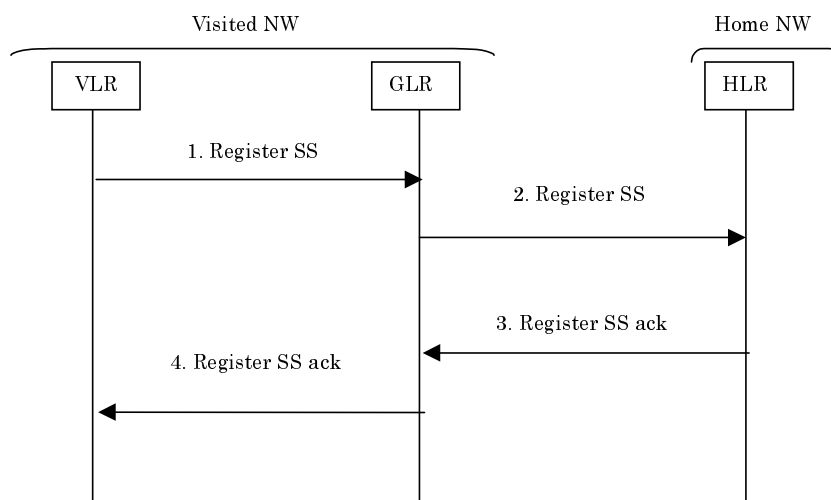 Visited NW
Home NW
VLR
GLR
HLR
1. Register SS
2. Register SS
3. Register SS ack
4. Register SS ack